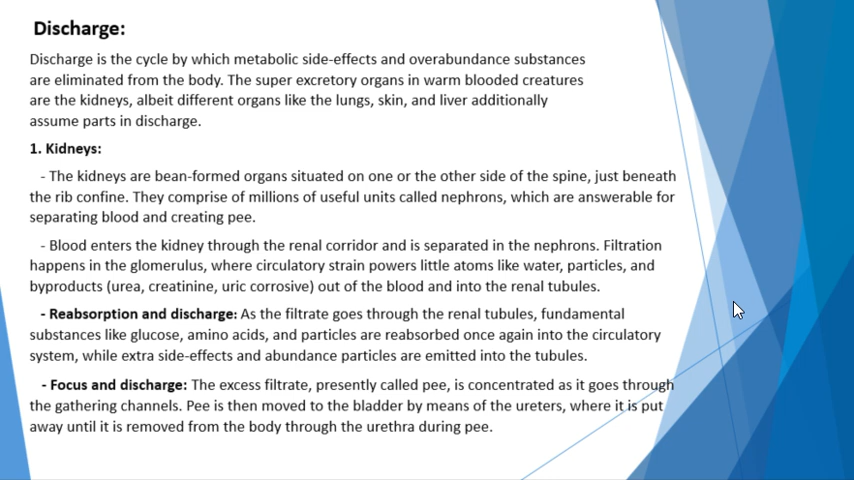 Discharge:
Discharge is the cycle by which metabolic side-effects and overabundance substances
are eliminated from the body. The super excretory organs in warm blooded creatures
are the kidneys, albeit different organs like the lungs, skin, and liver additionally
assume parts in discharge.
1. Kidneys:
- The kidneys are bean-formed organs situated on one or the other side of the spine, just beneath
the rib confine. They comprise of millions of useful units called nephrons, which are answerable for
separating blood and creating pee.
- Blood enters the kidney through the renal corridor and is separated in the nephrons. Filtration
happens in the glomerulus, where circulatory strain powers little atoms like water, particles, and
byproducts (urea, creatinine, uric corrosive) out of the blood and into the renal tubules.
- Reabsorption and discharge: As the filtrate goes through the renal tubules, fundamental
substances like glucose, amino acids, and particles are reabsorbed once again into the circulatory
system, while extra side-effects and abundance particles are emitted into the tubules.
- Focus and discharge: The excess filtrate, presently called pee, is concentrated as it goes through
the gathering channels. Pee is then moved to the bladder by means of the ureters, where it is put
away until it is removed from the body through the urethra during pee.